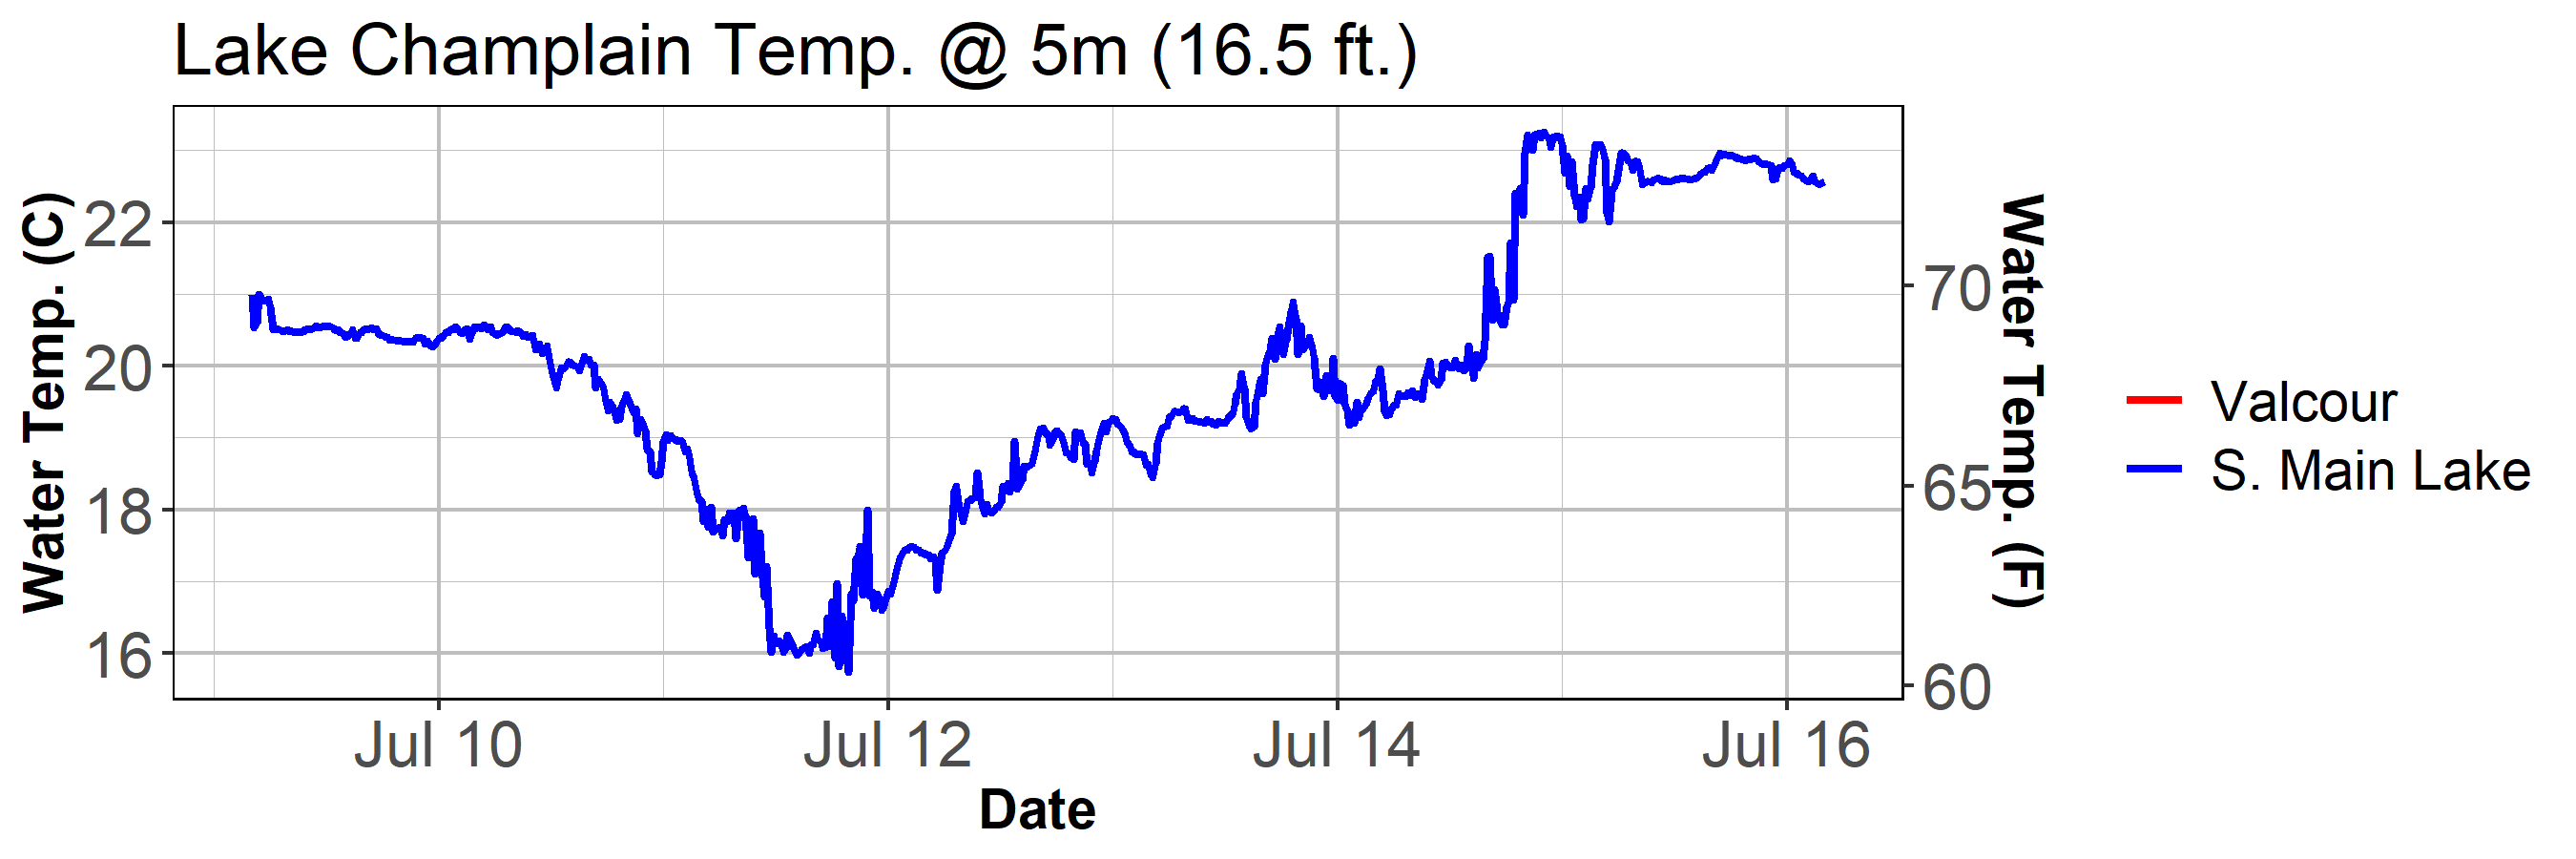 Lake Champlain Temp. @ 5m (16.5 ft.)
Water Temp. (C)
22
20
18
16
70
65
60
Water Temp. (F)
Jul 10
Jul 12
Jul 14
Jul 16
Date
Valcour
S. Main Lake